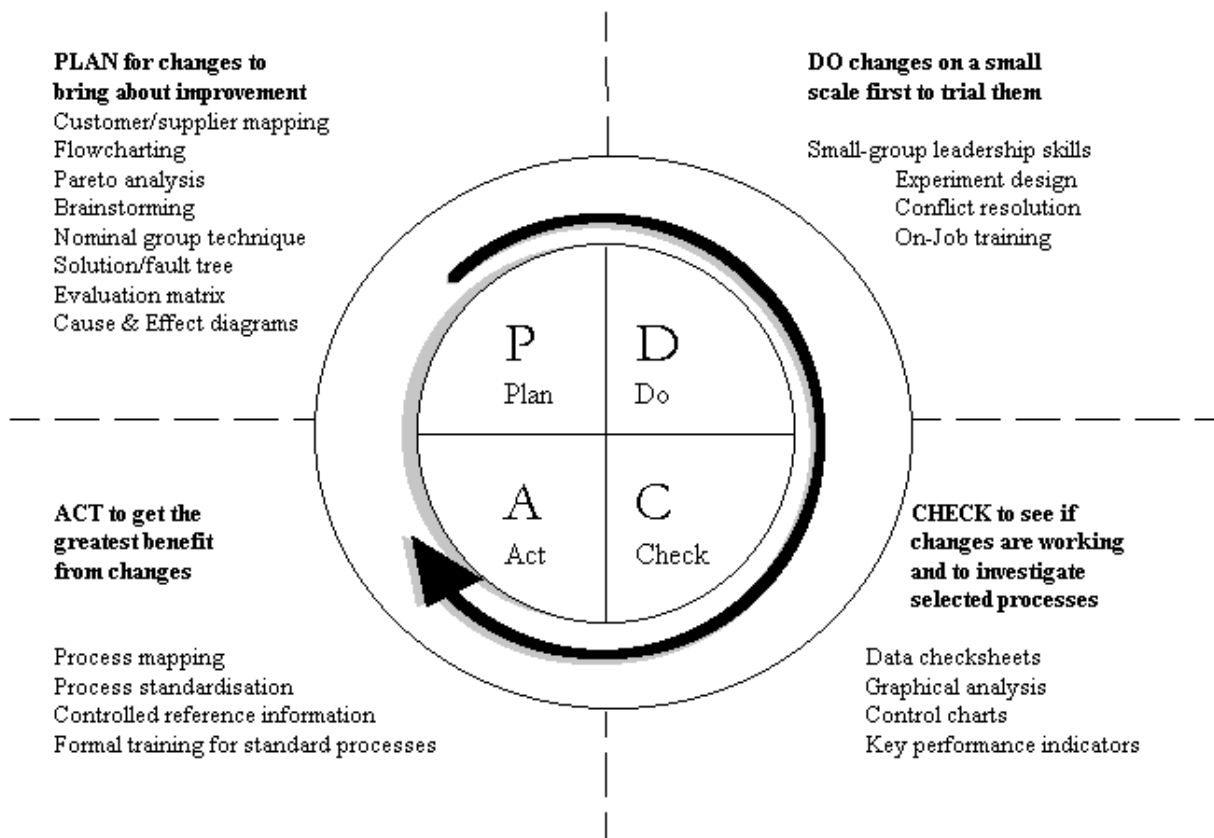 PLAN for changes to
bring about improvement
Customer/supplier mapping
Flowcharting
Pareto analysis
Brainstorming
Nominal group technique
Solution/fault tree
Evaluation matrix
Cause & Effect diagrams
DO changes on a small
scale first to trial them
Small-group leadership skills
Experiment design
Conflict resolution
On-Job training
P
Plan
D
Do
A
Act
C
Check
ACT to get the
greatest benefit
from changes
Process mapping
Process standardisation
Controlled reference information
Formal training for standard processes
CHECK to see if
changes are working
and to investigate
selected processes
Data checksheets
Graphical analysis
Control charts
Key performance indicators